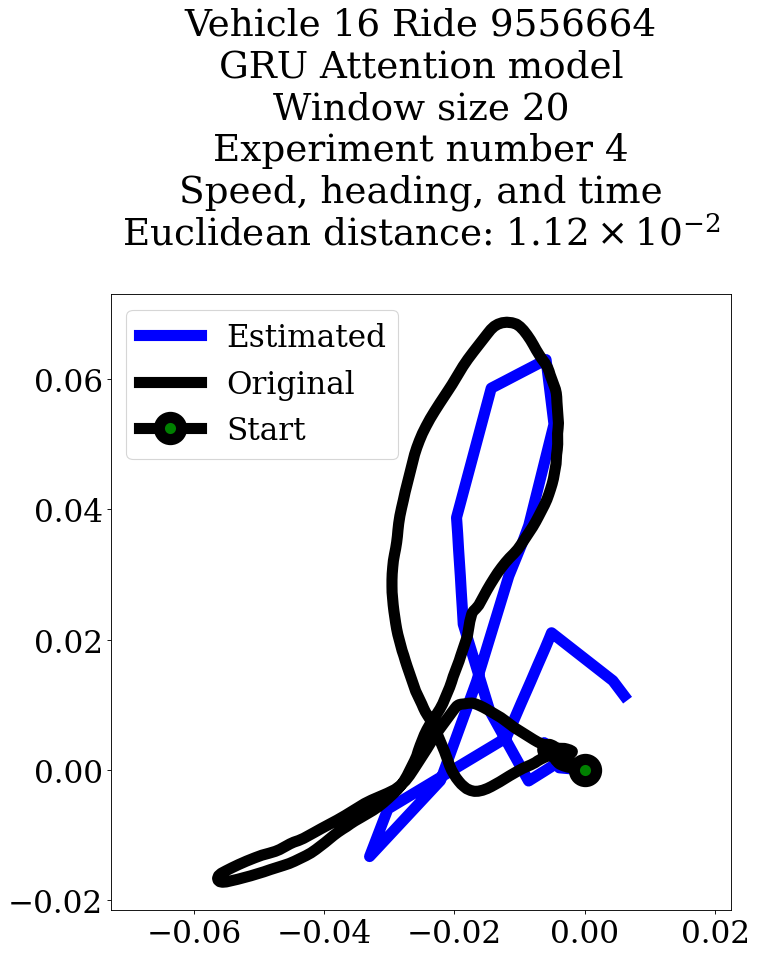 Vehicle 16 Ride 9556664
GRU Attention model
Window size 20
Experiment number 4
Speed, heading, and time
Euclidean distance: 1.12 × 10⁻²
Estimated
Original
Start
0.06
0.04
0.02
0.00
−0.02
−0.06 −0.04 −0.02 0.00 0.02